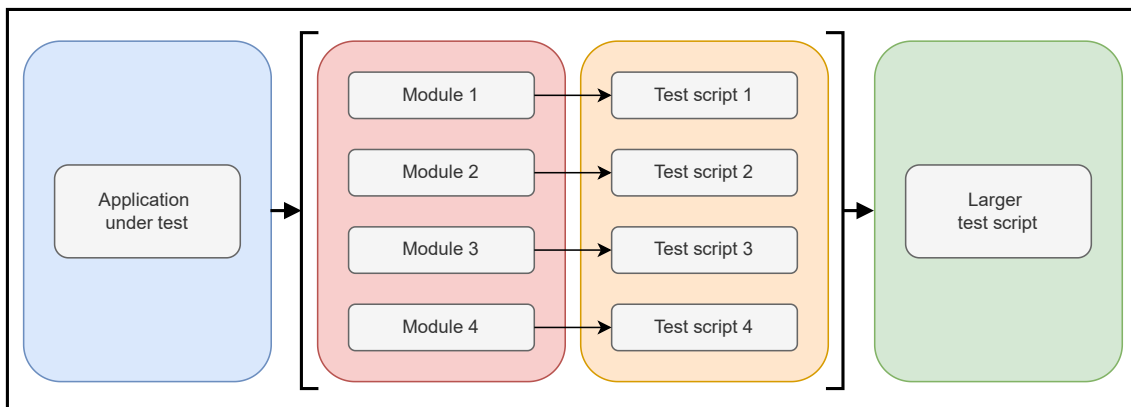 Application
under test
Module 1
Test script 1
Module 2
Test script 2
Module 3
Test script 3
Module 4
Test script 4
Larger
test script